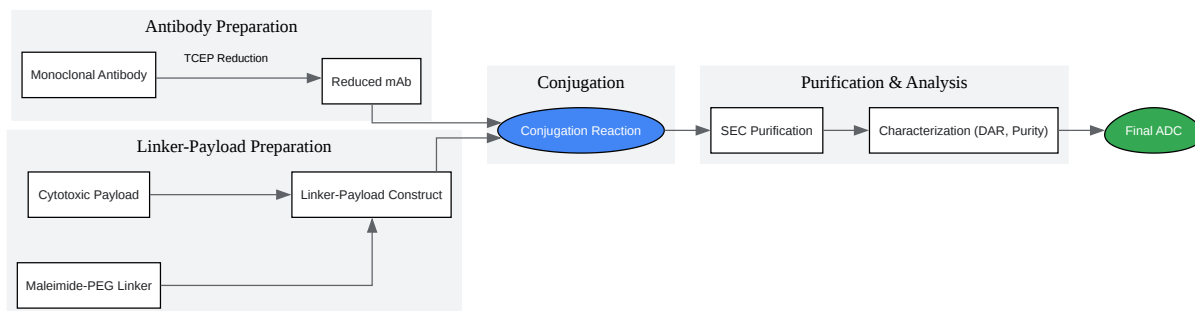 Antibody Preparation
Monoclonal Antibody
TCEP Reduction
Reduced mAb
Linker-Payload Preparation
Cytotoxic Payload
Linker-Payload Construct
Maleimide-PEG Linker
Conjugation
Conjugation Reaction
Purification & Analysis
SEC Purification
Characterization (DAR, Purity)
Final ADC